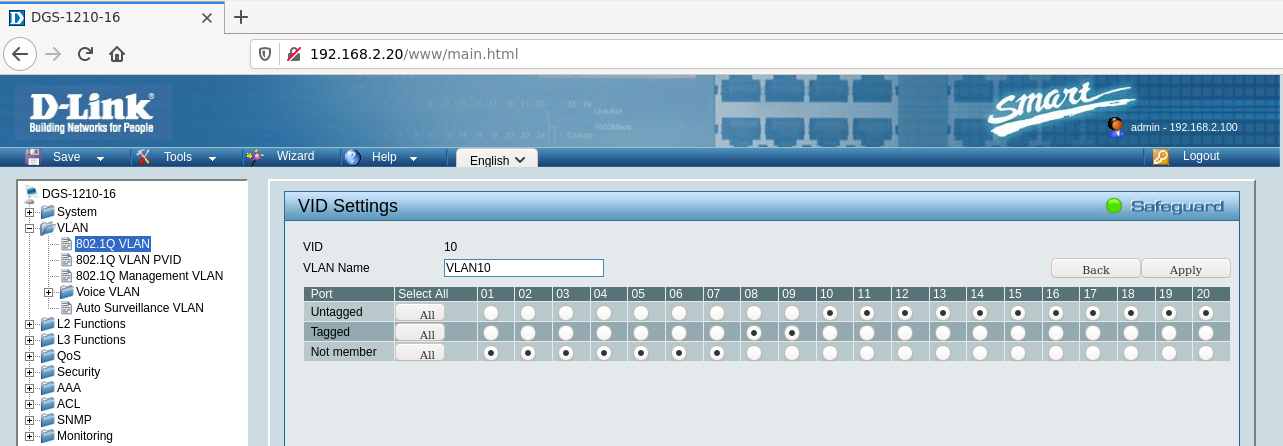 DGS-1210-16
192.168.2.20/www/main.html
D-Link
Building Networks for People
smart
admin - 192.168.2.100
Save Tools Wizard Help English Logout
DGS-1210-16
System
VLAN
802.1Q VLAN
802.1Q VLAN PVID
802.1Q Management VLAN
Voice VLAN
Auto Surveillance VLAN
L2 Functions
L3 Functions
QoS
Security
AAA
ACL
SNMP
Monitoring
VID Settings Safeguard
VID 10
VLAN Name VLAN10
Back Apply
Port Select All 01 02 03 04 05 06 07 08 09 10 11 12 13 14 15 16 17 18 19 20
Untagged All
Tagged All
Not member All